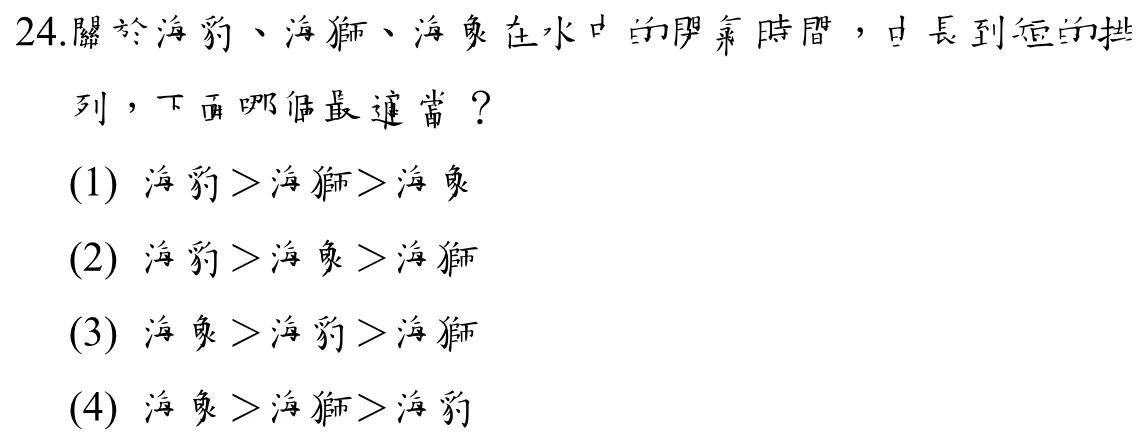 24.關於海豹、海獅、海象在水中的閉氣時間，由長到短的排
列，下面哪個最適當？
(1) 海豹＞海獅＞海象
(2) 海豹＞海象＞海獅
(3) 海象＞海豹＞海獅
(4) 海象＞海獅＞海豹